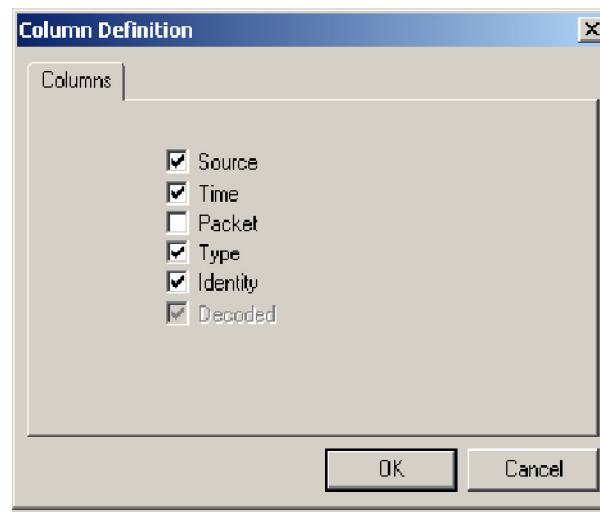 Column Definition
Columns
Source
Time
Packet
Type
Identity
Decoded
OK Cancel